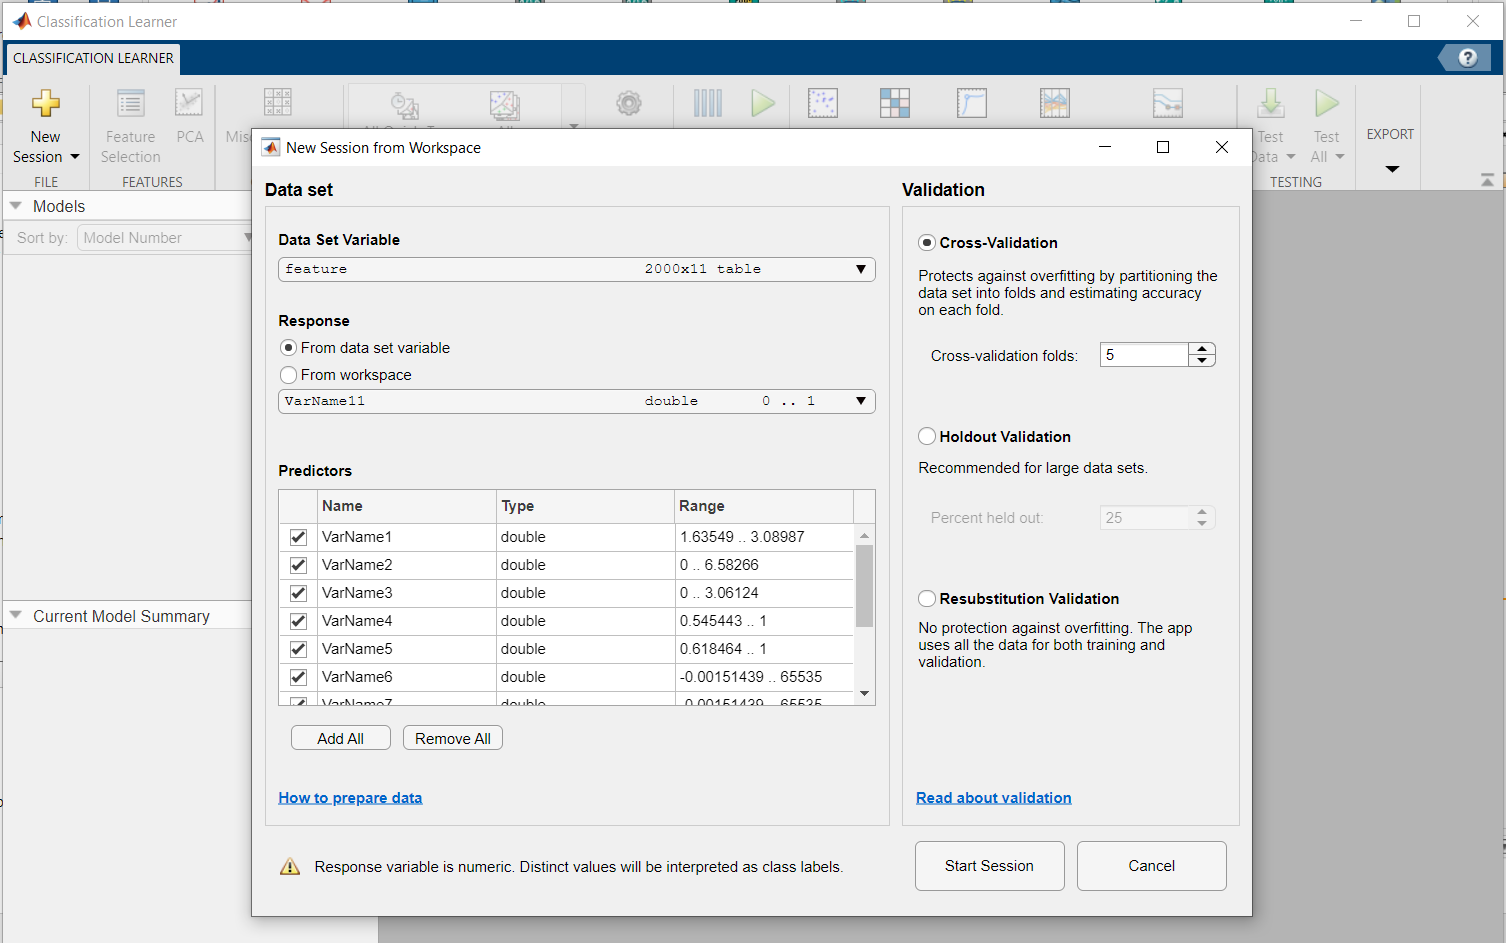 Classification Learner
CLASSIFICATION LEARNER
New
Session
FILE
Feature
Selection
PCA
FEATURES
Test
Data
Test
All
TESTING
EXPORT
Models
Sort by:
Model Number
Current Model Summary
New Session from Workspace
Data set
Data Set Variable
feature 2000x11 table
Response
From data set variable
From workspace
VarName11 double 0 .. 1
Predictors
Name Type Range
VarName1 double 1.63549 .. 3.08987
VarName2 double 0 .. 6.58266
VarName3 double 0 .. 3.06124
VarName4 double 0.545443 .. 1
VarName5 double 0.618464 .. 1
VarName6 double -0.00151439 .. 65535
VarName7 double -0.00151439 .. 65535
Add All
Remove All
How to prepare data
Validation
Cross-Validation
Protects against overfitting by partitioning the
data set into folds and estimating accuracy
on each fold.
Cross-validation folds: 5
Holdout Validation
Recommended for large data sets.
Percent held out: 25
Resubstitution Validation
No protection against overfitting. The app
uses all the data for both training and
validation.
Read about validation
Response variable is numeric. Distinct values will be interpreted as class labels.
Start Session
Cancel